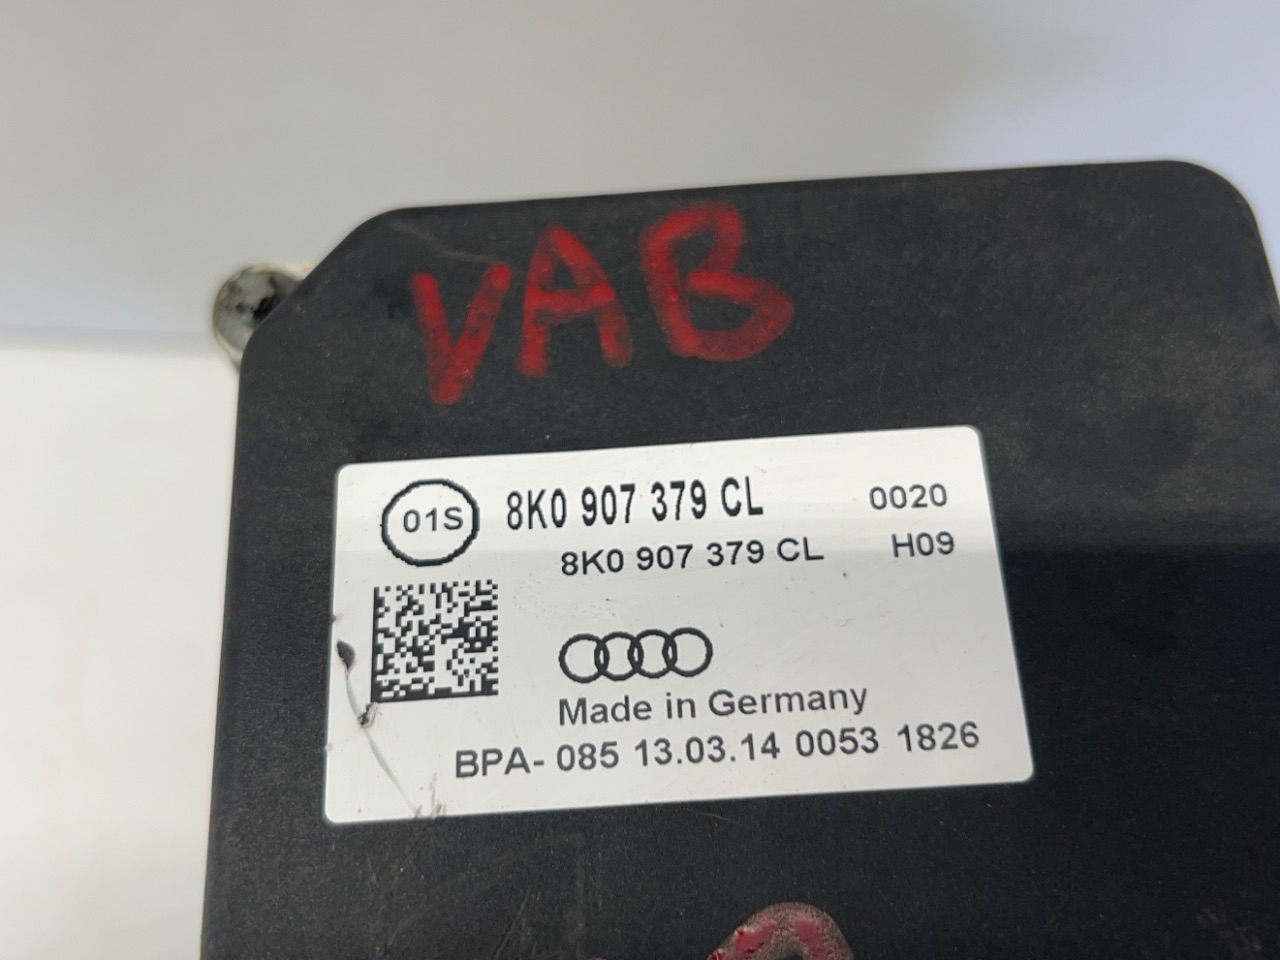 VAB
01S 8K0 907 379 CL 0020
8K0 907 379 CL H09
Made in Germany
BPA- 085 13.03.14 0053 1826